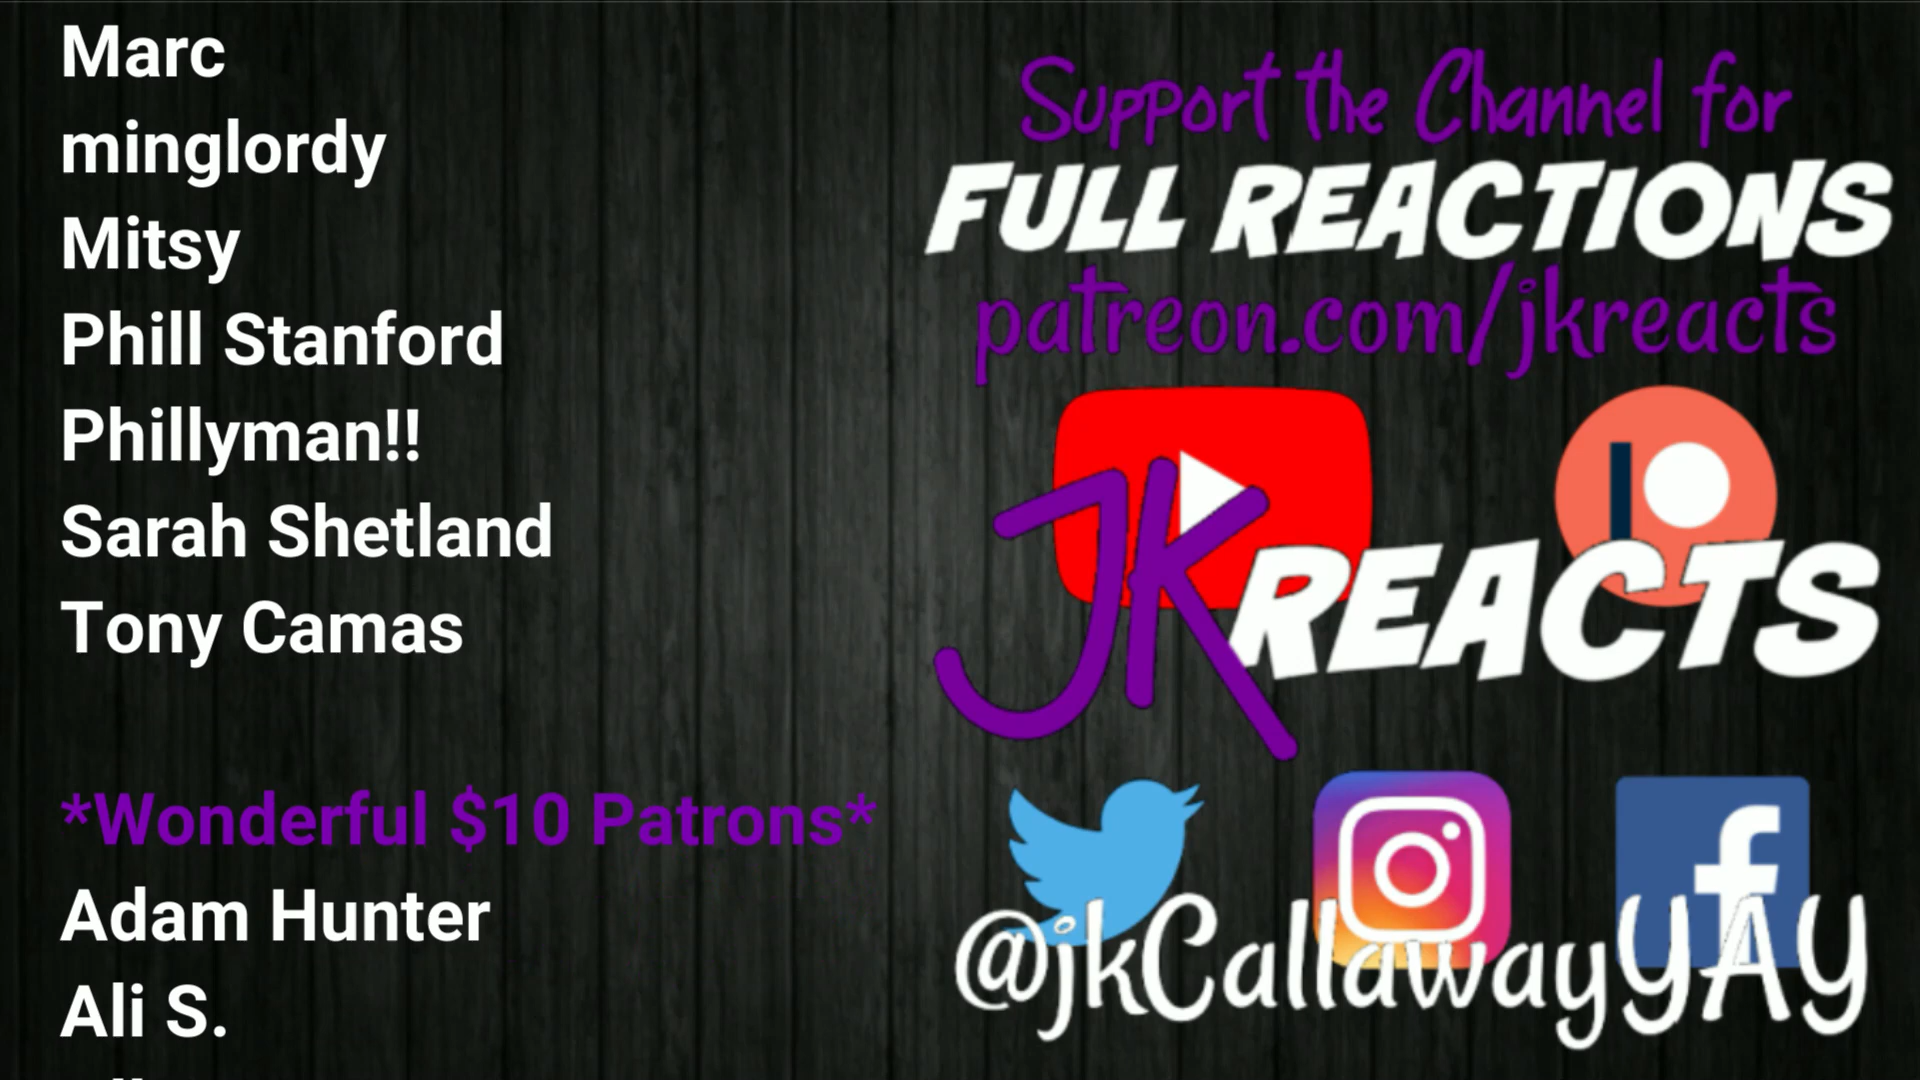 Marc
minglordy
Mitsy
Phill Stanford
Phillyman!!
Sarah Shetland
Tony Camas
*Wonderful $10 Patrons*
Adam Hunter
Ali S.
Support the Channel for
FULL REACTIONS
patreon.com/jkreacts
JK REACTS
@jkCallawayYAY